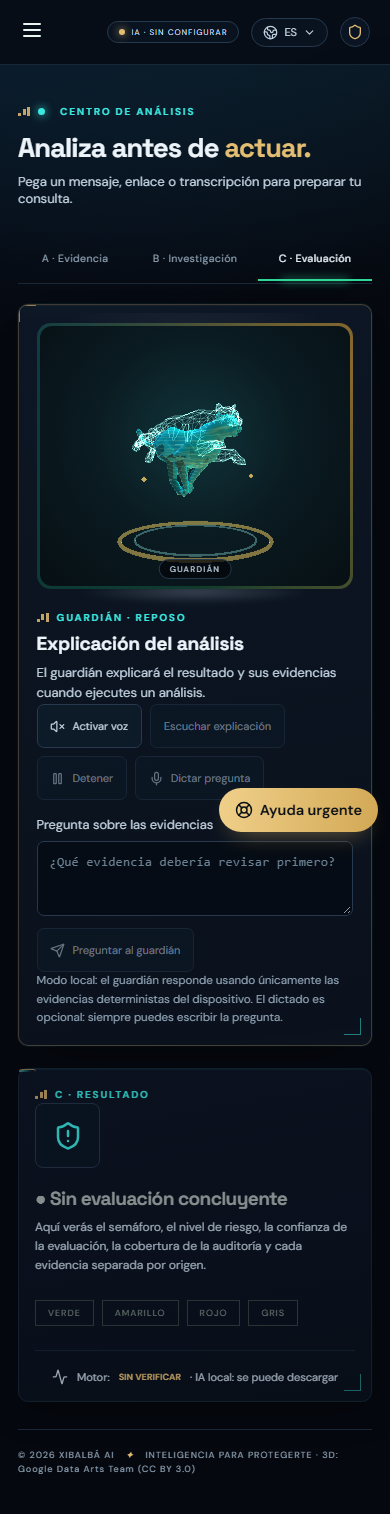 IA · SIN CONFIGURAR
ES
CENTRO DE ANÁLISIS
Analiza antes de actuar.
Pega un mensaje, enlace o transcripción para preparar tu
consulta.
A · Evidencia
B · Investigación
C · Evaluación
GUARDIÁN
GUARDIÁN · REPOSO
Explicación del análisis
El guardián explicará el resultado y sus evidencias
cuando ejecutes un análisis.
Activar voz
Escuchar explicación
Detener
Dictar pregunta
Ayuda urgente
Pregunta sobre las evidencias
¿Qué evidencia debería revisar primero?
Preguntar al guardián
Modo local: el guardián responde usando únicamente las
evidencias deterministas del dispositivo. El dictado es
opcional: siempre puedes escribir la pregunta.
C · RESULTADO
● Sin evaluación concluyente
Aquí verás el semáforo, el nivel de riesgo, la confianza de
la evaluación, la cobertura de la auditoría y cada
evidencia separada por origen.
VERDE
AMARILLO
ROJO
GRIS
Motor: SIN VERIFICAR · IA local: se puede descargar
© 2026 XIBALBÁ AI ✦ INTELIGENCIA PARA PROTEGERTE · 3D:
Google Data Arts Team (CC BY 3.0)